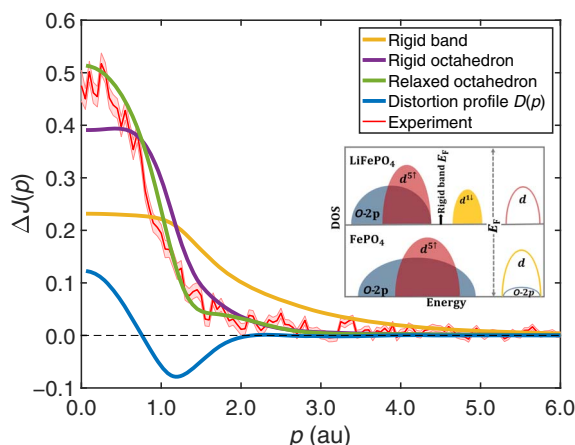 Rigid band
Rigid octahedron
Relaxed octahedron
Distortion profile D(p)
Experiment
0.6
0.5
0.4
0.3
0.2
0.1
0.0
−0.1
ΔJ(p)
0.0 1.0 2.0 3.0 4.0 5.0 6.0
p (au)
LiFePO₄
Rigid band E_F
d⁵↑
d¹↓
d
O-2p
DOS
E_F
FePO₄
d⁵↑
d
O-2p
O-2p
Energy